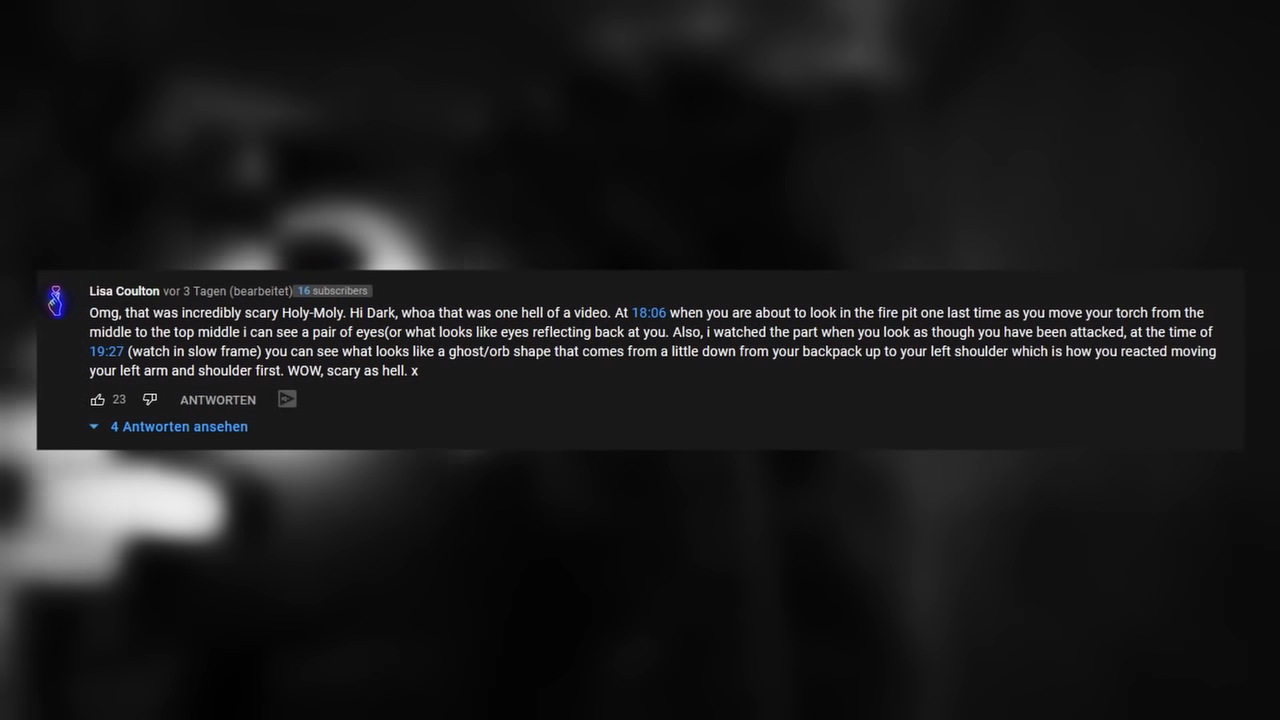 Lisa Coulton vor 3 Tagen (bearbeitet) 16 subscribers
Omg, that was incredibly scary Holy-Moly. Hi Dark, whoa that was one hell of a video. At 18:06 when you are about to look in the fire pit one last time as you move your torch from the
middle to the top middle i can see a pair of eyes(or what looks like eyes reflecting back at you. Also, i watched the part when you look as though you have been attacked, at the time of
19:27 (watch in slow frame) you can see what looks like a ghost/orb shape that comes from a little down from your backpack up to your left shoulder which is how you reacted moving
your left arm and shoulder first. WOW, scary as hell. x
23 ANTWORTEN
4 Antworten ansehen